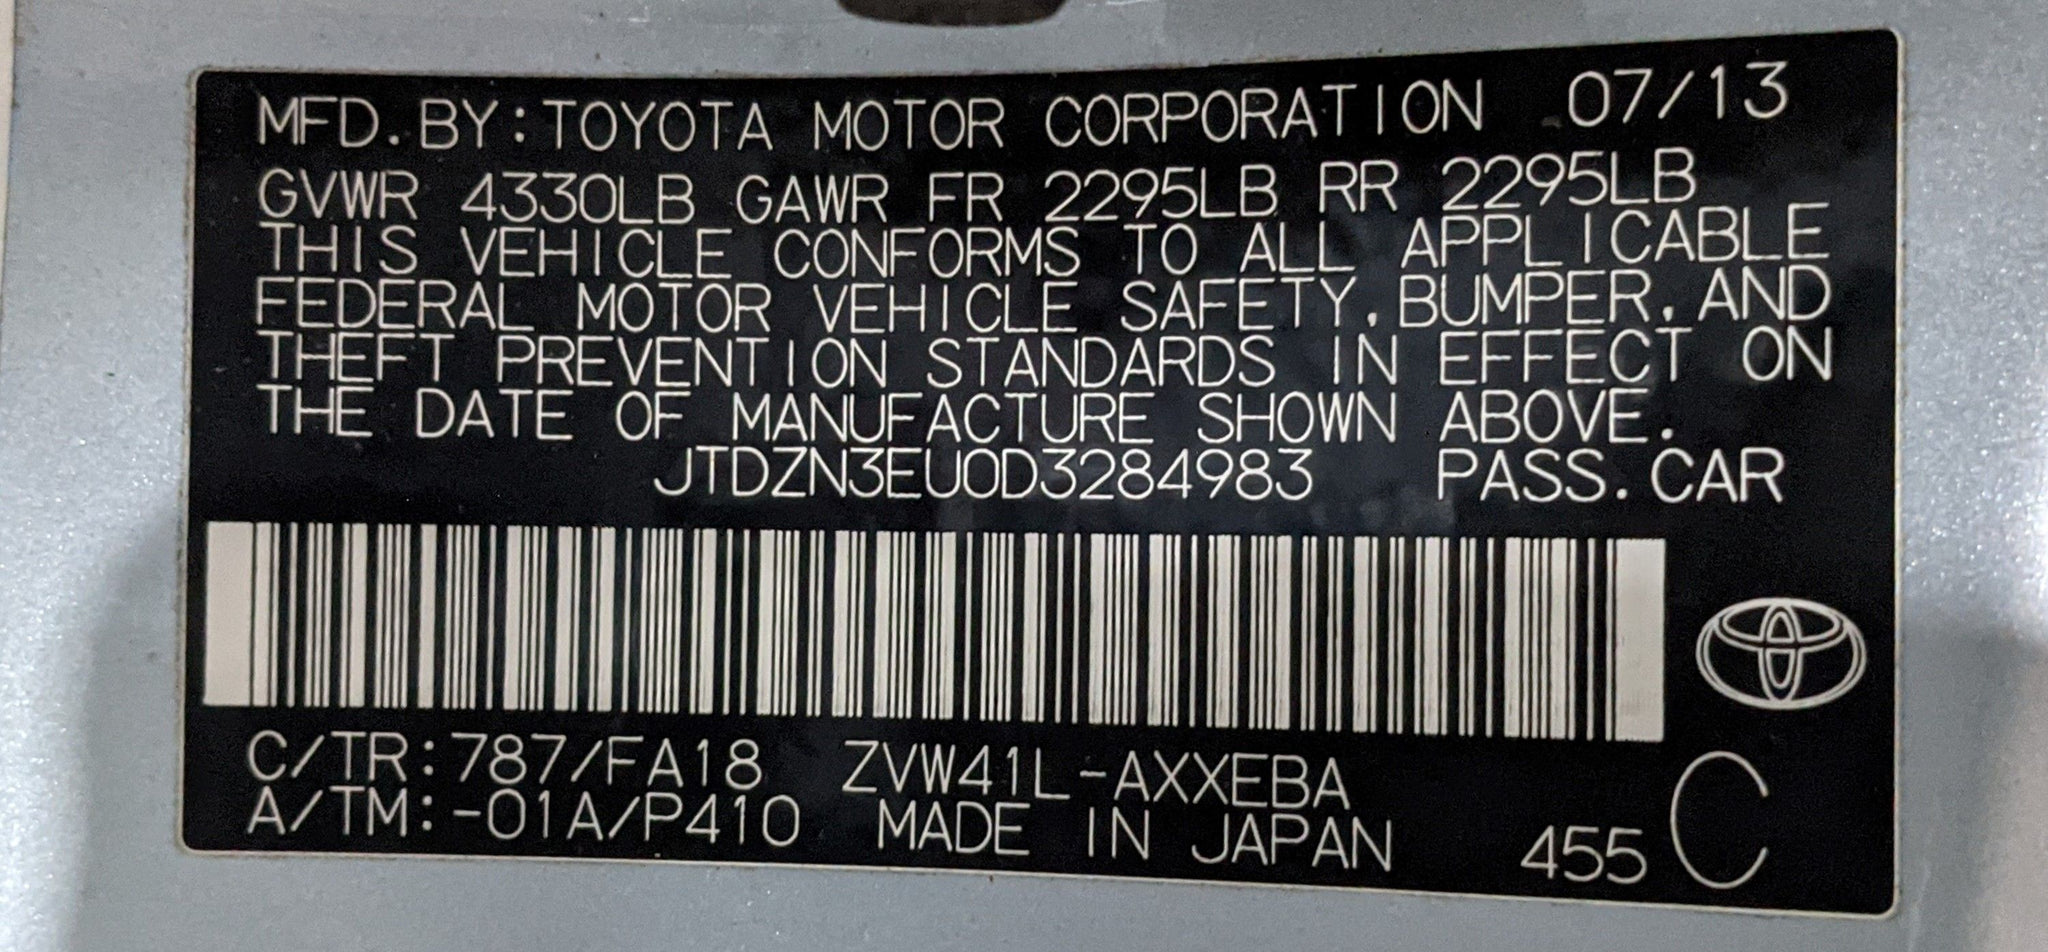 MFD.BY:TOYOTA MOTOR CORPORATION 07/13
GVWR 4330LB GAWR FR 2295LB RR 2295LB
THIS VEHICLE CONFORMS TO ALL APPLICABLE
FEDERAL MOTOR VEHICLE SAFETY,BUMPER,AND
THEFT PREVENTION STANDARDS IN EFFECT ON
THE DATE OF MANUFACTURE SHOWN ABOVE.
JTDZN3EU0D3284983 PASS.CAR
C/TR:787/FA18 ZVW41L-AXXEBA
A/TM:-01A/P410 MADE IN JAPAN 455 C